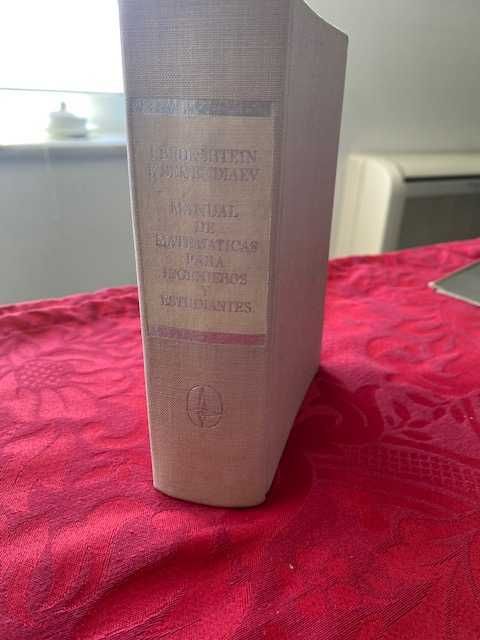 I. BRONSHTEIN
K. SEMENDIAEV
MANUAL
DE
MATEMATICAS
PARA
INGENIEROS
Y
ESTUDIANTES